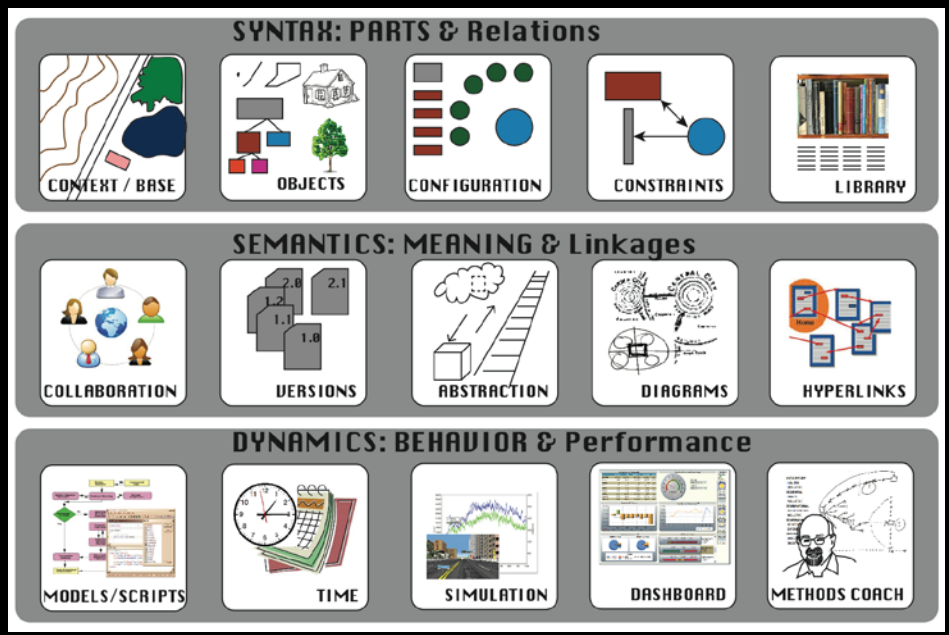 SYNTAX: PARTS & Relations
CONTEXT / BASE
OBJECTS
CONFIGURATION
CONSTRAINTS
LIBRARY
SEMANTICS: MEANING & Linkages
COLLABORATION
2.0
2.1
1.2
1.1
1.0
VERSIONS
ABSTRACTION
DIAGRAMS
Home
HYPERLINKS
DYNAMICS: BEHAVIOR & Performance
MODELS/SCRIPTS
TIME
SIMULATION
DASHBOARD
METHODS COACH